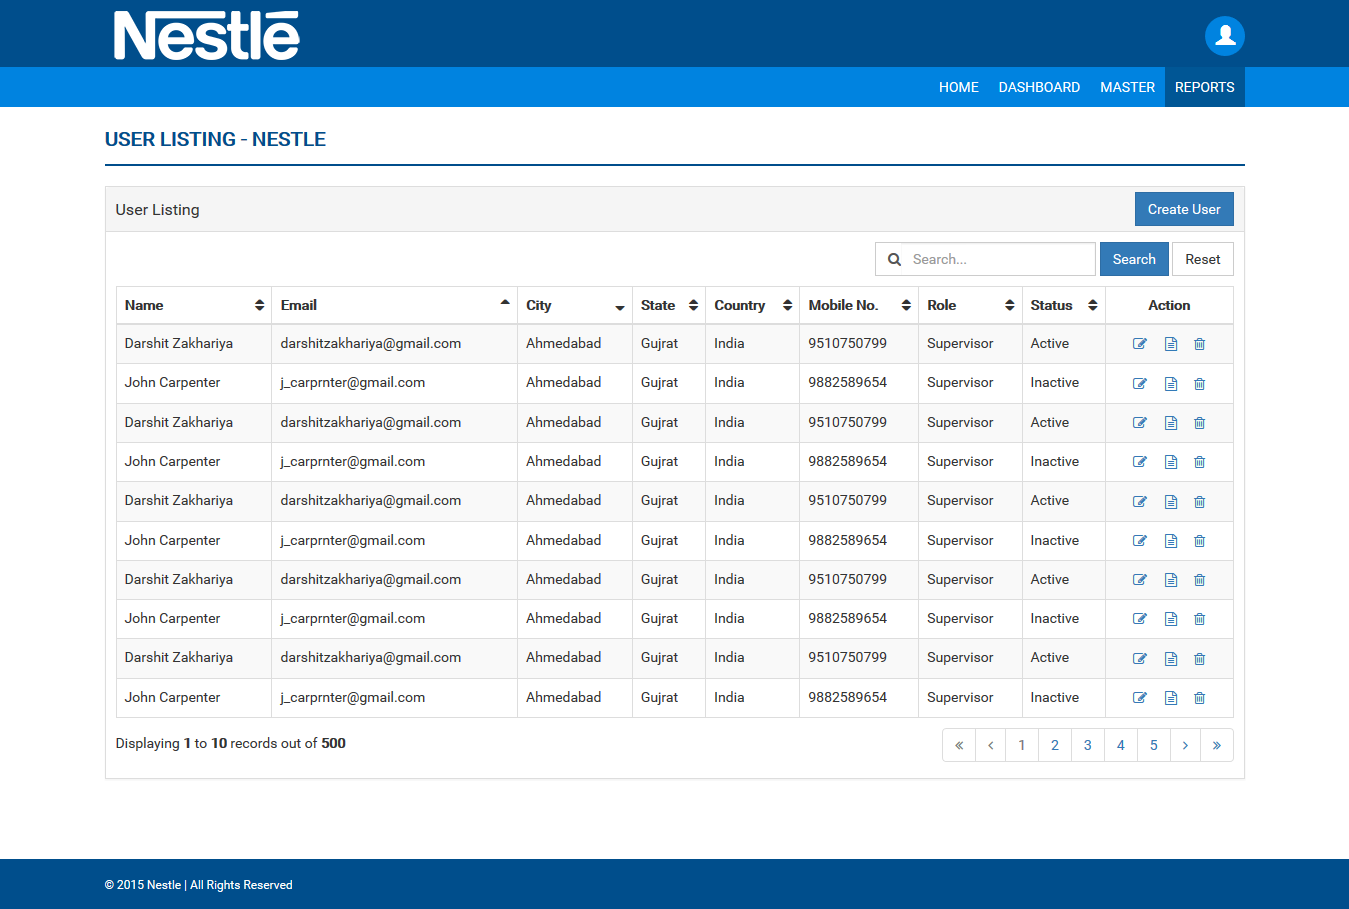 Nestlé
HOME DASHBOARD MASTER REPORTS
USER LISTING - NESTLE
User Listing Create User
Search... Search Reset
Name Email City State Country Mobile No. Role Status Action
Darshit Zakhariya darshitzakhariya@gmail.com Ahmedabad Gujrat India 9510750799 Supervisor Active
John Carpenter j_carprnter@gmail.com Ahmedabad Gujrat India 9882589654 Supervisor Inactive
Darshit Zakhariya darshitzakhariya@gmail.com Ahmedabad Gujrat India 9510750799 Supervisor Active
John Carpenter j_carprnter@gmail.com Ahmedabad Gujrat India 9882589654 Supervisor Inactive
Darshit Zakhariya darshitzakhariya@gmail.com Ahmedabad Gujrat India 9510750799 Supervisor Active
John Carpenter j_carprnter@gmail.com Ahmedabad Gujrat India 9882589654 Supervisor Inactive
Darshit Zakhariya darshitzakhariya@gmail.com Ahmedabad Gujrat India 9510750799 Supervisor Active
John Carpenter j_carprnter@gmail.com Ahmedabad Gujrat India 9882589654 Supervisor Inactive
Darshit Zakhariya darshitzakhariya@gmail.com Ahmedabad Gujrat India 9510750799 Supervisor Active
John Carpenter j_carprnter@gmail.com Ahmedabad Gujrat India 9882589654 Supervisor Inactive
Displaying 1 to 10 records out of 500 « ‹ 1 2 3 4 5 › »
© 2015 Nestle | All Rights Reserved